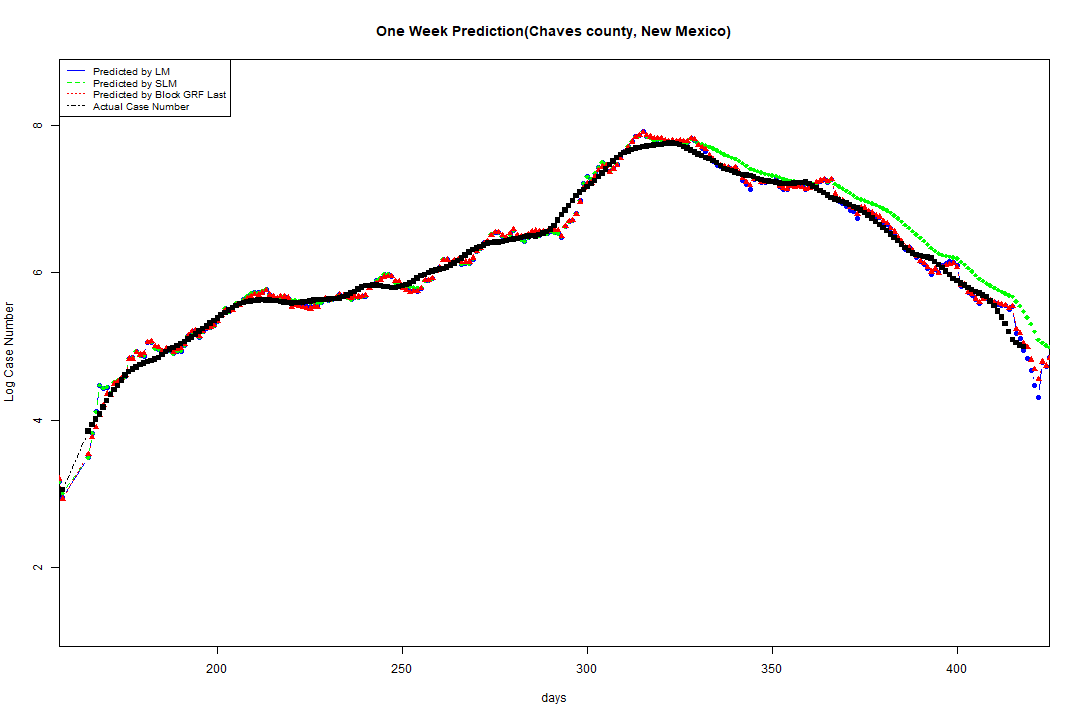 One Week Prediction(Chaves county, New Mexico)
Predicted by LM
Predicted by SLM
Predicted by Block GRF Last
Actual Case Number
8
6
4
2
Log Case Number
200 250 300 350 400
days